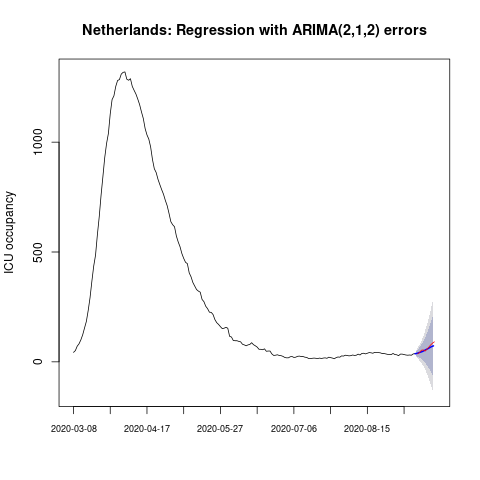 Netherlands: Regression with ARIMA(2,1,2) errors
ICU occupancy
1000
500
0
2020-03-08 2020-04-17 2020-05-27 2020-07-06 2020-08-15